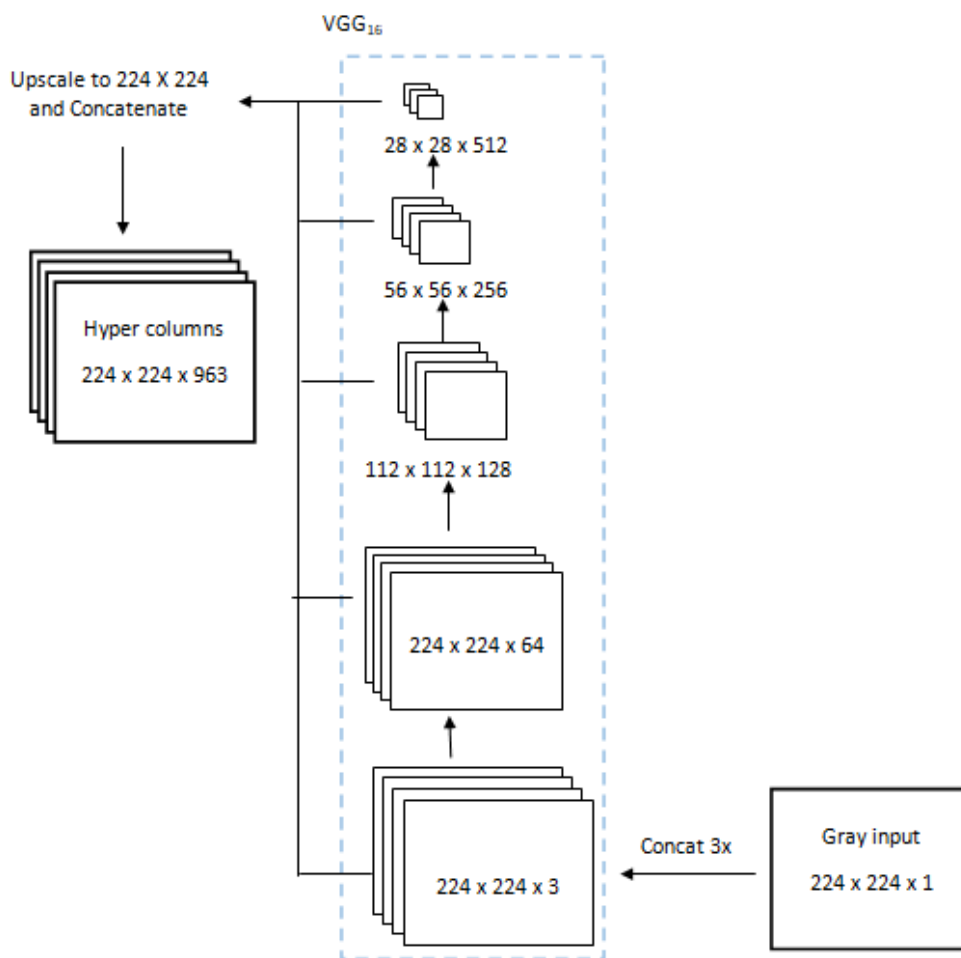 VGG₁₆
Upscale to 224 X 224
and Concatenate
28 x 28 x 512
56 x 56 x 256
Hyper columns
224 x 224 x 963
112 x 112 x 128
224 x 224 x 64
Concat 3x
Gray input
224 x 224 x 1
224 x 224 x 3